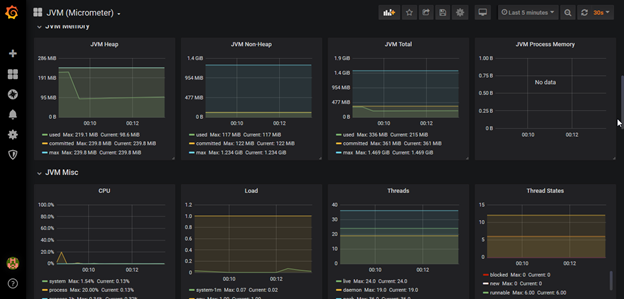 JVM (Micrometer)
Last 5 minutes
30s
JVM Memory
JVM Heap
286 MiB
191 MiB
95 MiB
0 B
00:10
00:12
used Max: 219.1 MiB Current: 98.6 MiB
committed Max: 239.8 MiB Current: 239.8 MiB
max Max: 239.8 MiB Current: 239.8 MiB
JVM Non-Heap
1.4 GiB
954 MiB
477 MiB
0 B
00:10
00:12
used Max: 117 MiB Current: 117 MiB
committed Max: 122 MiB Current: 122 MiB
max Max: 1.234 GiB Current: 1.234 GiB
JVM Total
1.9 GiB
1.4 GiB
954 MiB
477 MiB
0 B
00:10
00:12
used Max: 336 MiB Current: 215 MiB
committed Max: 361 MiB Current: 361 MiB
max Max: 1.469 GiB Current: 1.469 GiB
JVM Process Memory
1.00 B
0.75 B
0.50 B
0.25 B
0 B
No data
00:10
00:12
JVM Misc
CPU
100.0%
80.0%
60.0%
40.0%
20.0%
0%
00:10
00:12
system Max: 1.54% Current: 0.13%
process Max: 20.00% Current: 0.12%
Load
1.2
1.0
0.8
0.6
0.4
0.2
0
00:10
00:12
system-1m Max: 0.07 Current: 0.02
Threads
40
30
20
10
0
00:10
00:12
live Max: 24.0 Current: 24.0
daemon Max: 19.0 Current: 19.0
Thread States
15
10
5
0
00:10
00:12
blocked Max: 0 Current: 0
new Max: 0 Current: 0
runnable Max: 6.00 Current: 6.00